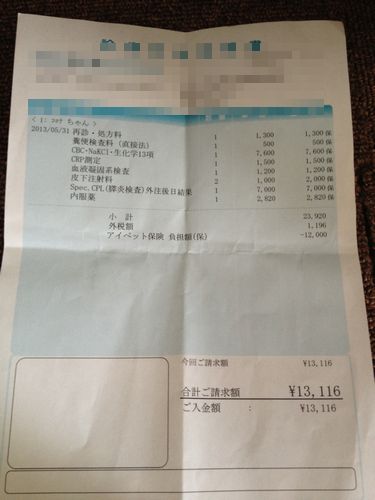 ちゃん >
2013/05/31 再診・処方料 1 1,300 1,300 保
糞便検査料（直接法） 1 500 500 保
CBC・NaKCl・生化学13項 1 7,600 7,600 保
CRP測定 1 1,500 1,500 保
血液凝固系検査 1 1,200 1,200 保
皮下注射料 2 1,000 2,000 保
Spec.CPL(膵炎検査)外注後日結果 1 7,000 7,000 保
内服薬 1 2,820 2,820 保
小 計 23,920
外税額 1,196
アイペット保険 負担額(保) -12,000
今回ご請求額 ¥13,116
合計ご請求額 ¥13,116
ご入金額 : ¥13,116